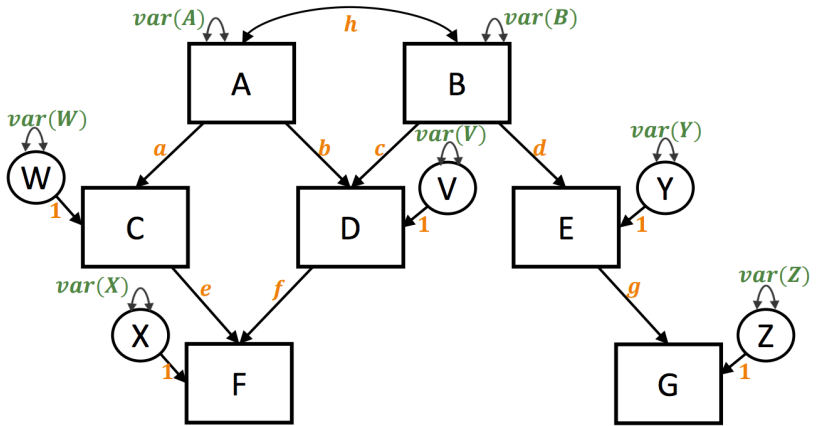 var(A)
h
var(B)
A
B
var(W)
a
b
c
var(V)
d
var(Y)
W
V
Y
1
C
D
1
E
1
var(X)
e
f
g
var(Z)
X
Z
1
F
G
1